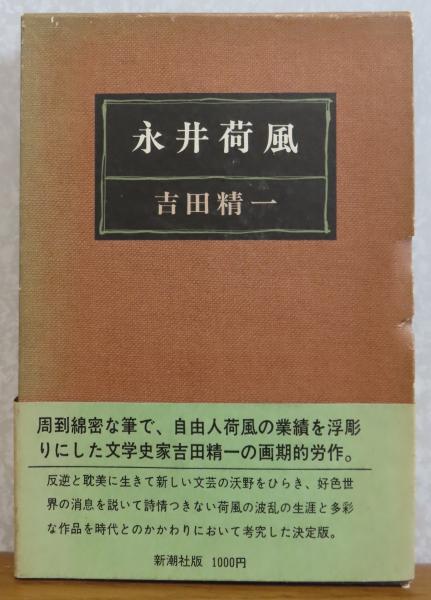 永井荷風
吉田精一
周到綿密な筆で、自由人荷風の業績を浮彫
りにした文学史家吉田精一の画期的労作。
反逆と耽美に生きて新しい文芸の沃野をひらき、好色世
界の消息を説いて詩情つきない荷風の波乱の生涯と多彩
な作品を時代とのかかわりにおいて考究した決定版。
新潮社版 1000円